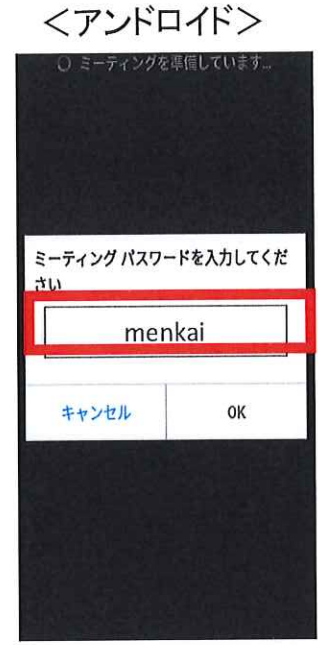 ＜アンドロイド＞
ミーティングを準備しています...
ミーティング パスワードを入力してくだ
さい
menkai
キャンセル
OK